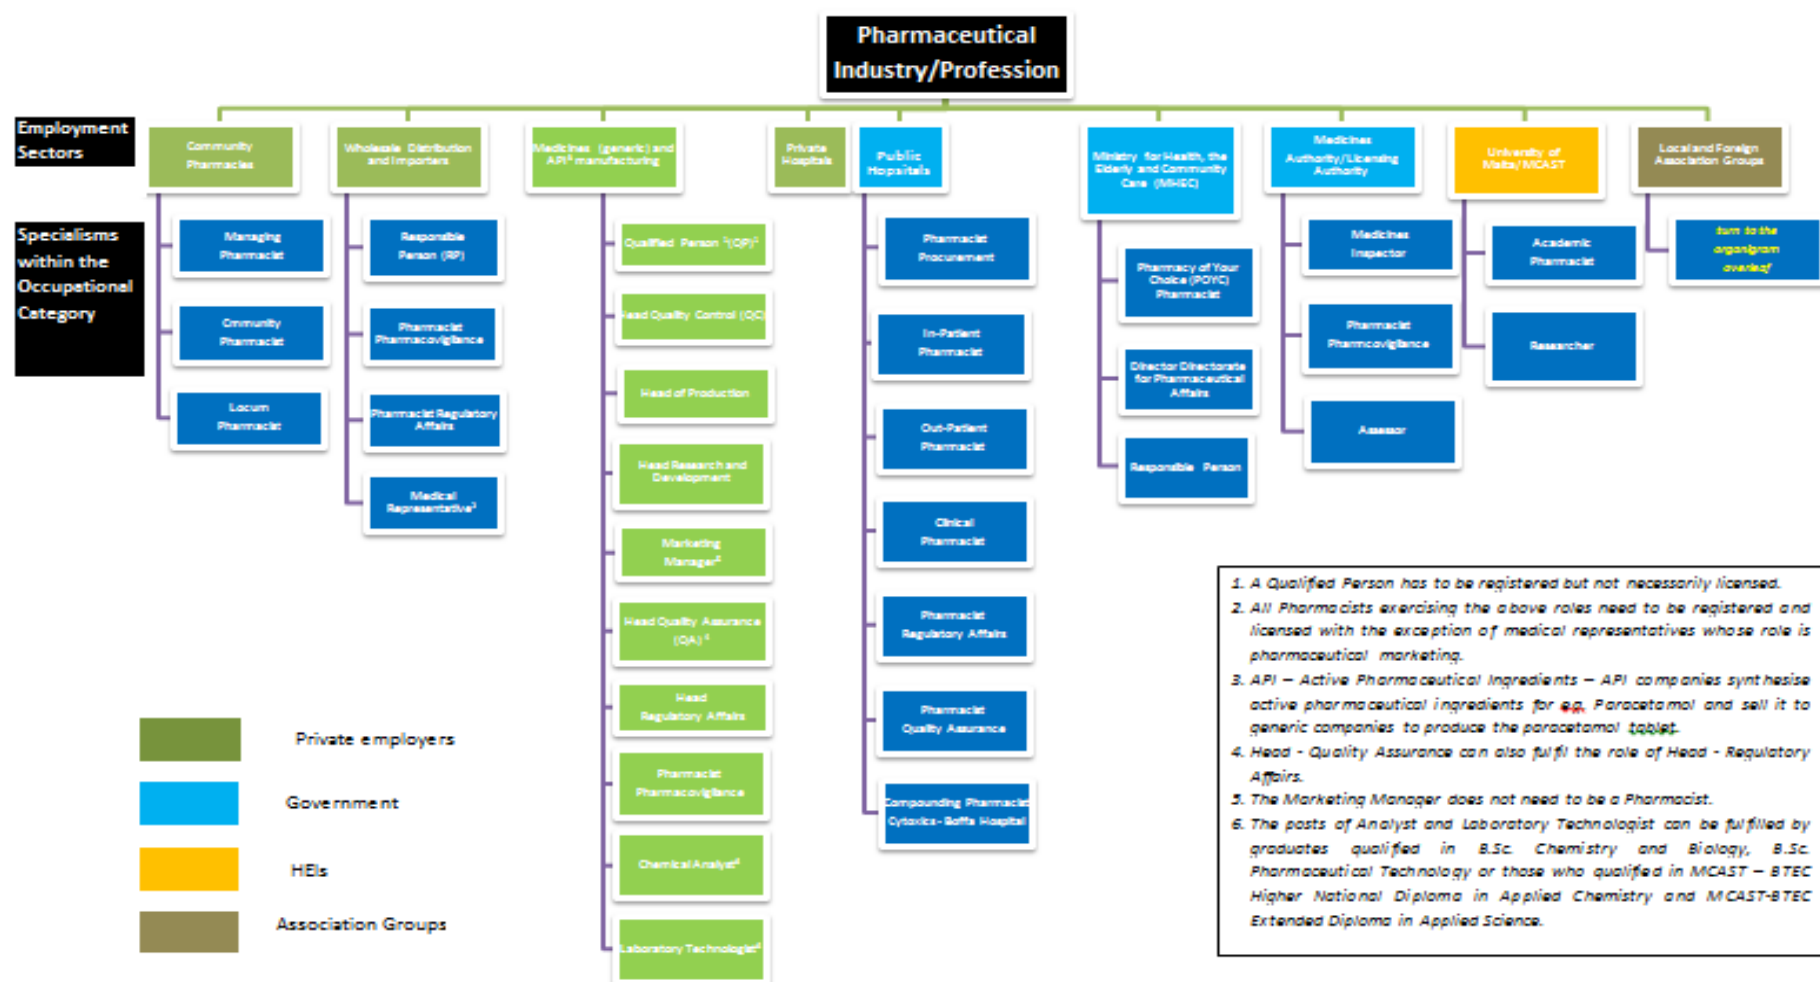 Pharmaceutical
Industry/Profession
Employment
Sectors
Community
Pharmacies
Wholesale Distribution
and Importers
Medicines (generic) and
API³ manufacturing
Private
Hospitals
Public
Hopsitals
Ministry for Health, the
Elderly and Community
Care (MHEC)
Medicines
Authority/Licensing
Authority
University of
Malta/MCAST
Local and Foreign
Association Groups
Specialisms
within the
Occupational
Category
Managing
Pharmacist
Cmmunity
Pharmacist
Locum
Pharmacist
Responsible
Person (RP)
Pharmacist
Pharmacovigilance
Pharmacist Regulatory
Affairs
Medical
Representative²
Qualified Person ¹(QP)¹
Head Quality Control (QC)
Head of Production
Head Research and
Development
Marketing
Manager⁵
Head Quality Assurance
(QA) ⁴
Head
Regulatory Affairs
Pharmacist
Pharmacovigilance
Chemical Analyst⁶
Laboratory Technologist⁶
Pharmacist
Procurement
In-Patient
Pharmacist
Out-Patient
Pharmacist
Clinical
Pharmacist
Pharmacist
Regulatory Affairs
Pharmacist
Quality Assurance
Compounding Pharmacist
Cytoxics - Boffa Hospital
Pharmacy of Your
Choice (POYC)
Pharmacist
Director Directorate
for Pharmaceutical
Affairs
Responsible Person
Medicines
Inspector
Pharmacist
Pharmcovigilance
Assessor
Academic
Pharmacist
Researcher
turn to the
organigram
overleaf
Private employers
Government
HEIs
Association Groups
1. A Qualified Person has to be registered but not necessarily licensed.
2. All Pharmacists exercising the above roles need to be registered and
licensed with the exception of medical representatives whose role is
pharmaceutical marketing.
3. API – Active Pharmaceutical Ingredients – API companies synthesise
active pharmaceutical ingredients for e.g. Paracetamol and sell it to
generic companies to produce the paracetamol tablet.
4. Head - Quality Assurance can also fulfil the role of Head - Regulatory
Affairs.
5. The Marketing Manager does not need to be a Pharmacist.
6. The posts of Analyst and Laboratory Technologist can be fulfilled by
graduates qualified in B.Sc. Chemistry and Biology, B.Sc.
Pharmaceutical Technology or those who qualified in MCAST – BTEC
Higher National Diploma in Applied Chemistry and MCAST-BTEC
Extended Diploma in Applied Science.